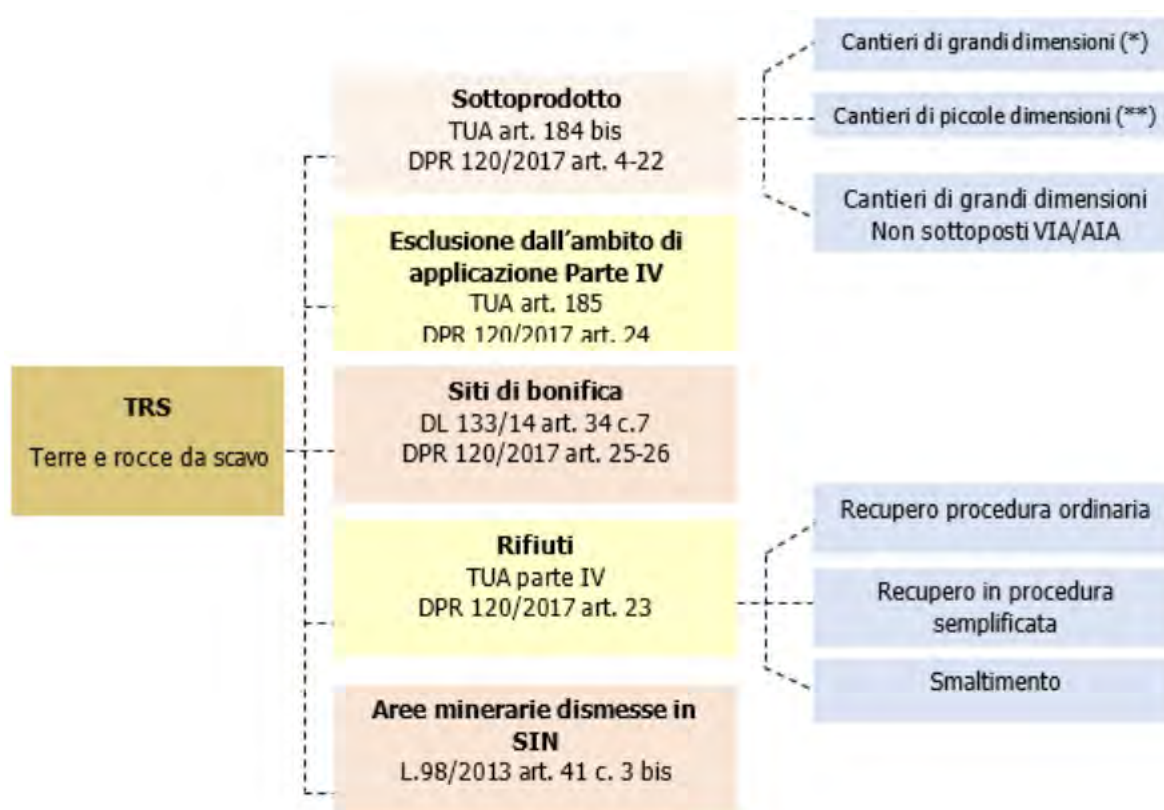 TRS
Terre e rocce da scavo
Sottoprodotto
TUA art. 184 bis
DPR 120/2017 art. 4-22
Cantieri di grandi dimensioni (*)
Cantieri di piccole dimensioni (**)
Cantieri di grandi dimensioni
Non sottoposti VIA/AIA
Esclusione dall'ambito di
applicazione Parte IV
TUA art. 185
DPR 120/2017 art. 24
Siti di bonifica
DL 133/14 art. 34 c.7
DPR 120/2017 art. 25-26
Rifiuti
TUA parte IV
DPR 120/2017 art. 23
Recupero procedura ordinaria
Recupero in procedura
semplificata
Smaltimento
Aree minerarie dismesse in
SIN
L.98/2013 art. 41 c. 3 bis